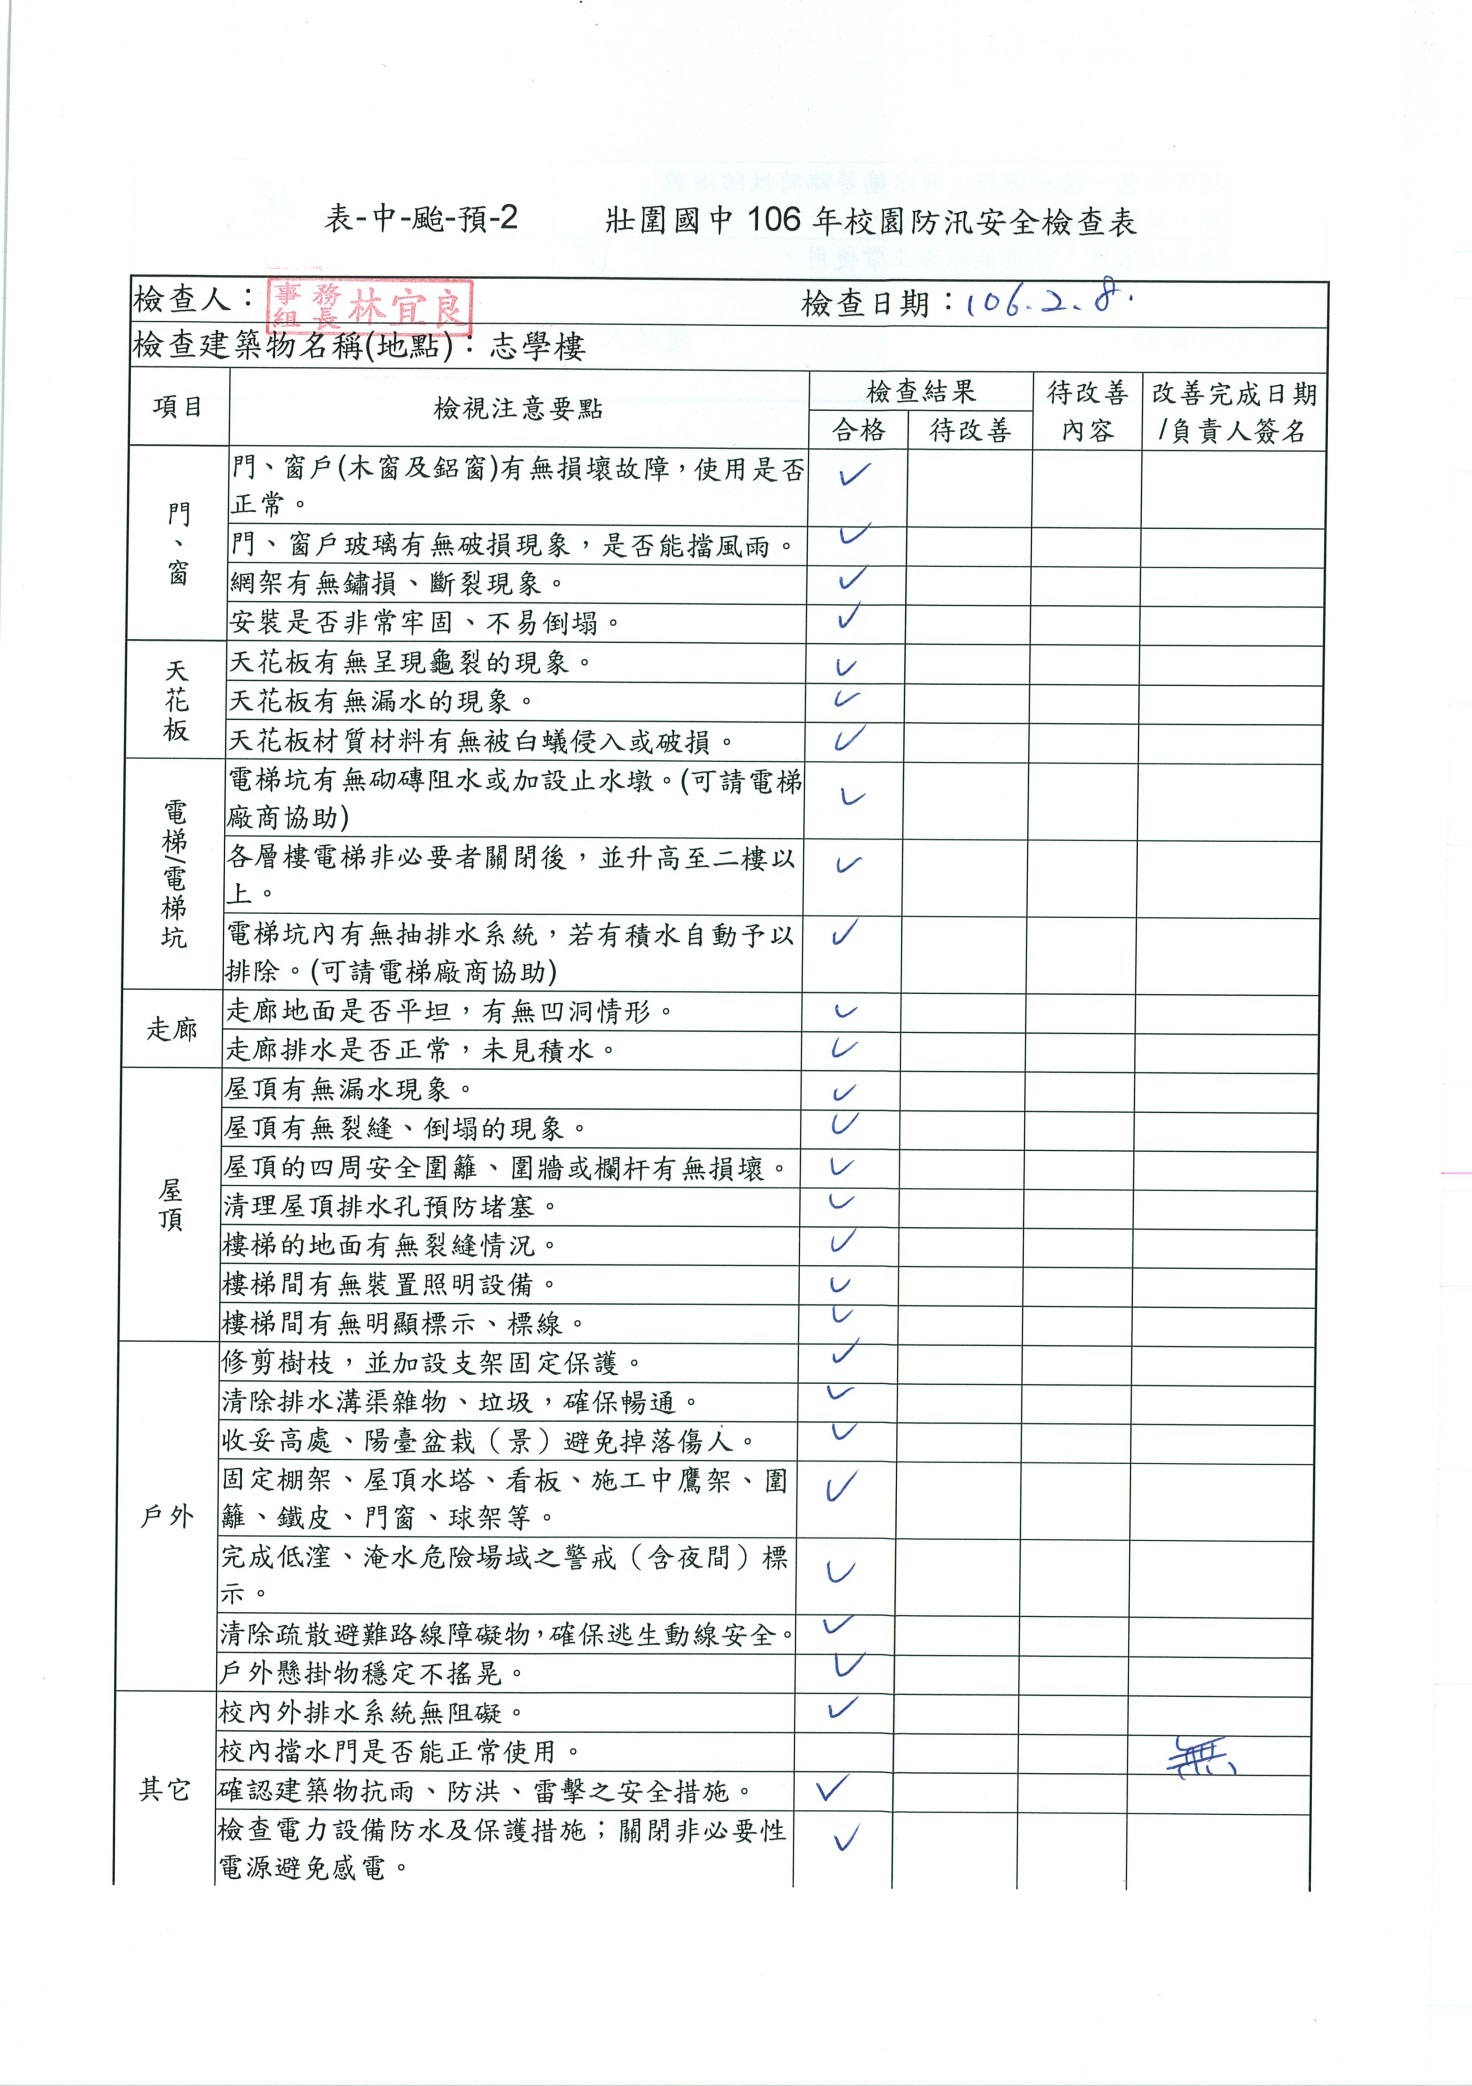 表-中-颱-預-2 壯圍國中 106 年校園防汛安全檢查表
檢查人：事務組長 林宜良 檢查日期：106.2.8.
檢查建築物名稱(地點)：志學樓
項目 檢視注意要點 檢查結果 待改善內容 改善完成日期/負責人簽名
合格 待改善
門、窗
門、窗戶(木窗及鋁窗)有無損壞故障，使用是否
正常。 ✓
門、窗戶玻璃有無破損現象，是否能擋風雨。 ✓
網架有無鏽損、斷裂現象。 ✓
安裝是否非常牢固、不易倒塌。 ✓
天花板
天花板有無呈現龜裂的現象。 ✓
天花板有無漏水的現象。 ✓
天花板材質材料有無被白蟻侵入或破損。 ✓
電梯/電梯坑
電梯坑有無砌磚阻水或加設止水墩。(可請電梯
廠商協助) ✓
各層樓電梯非必要者關閉後，並升高至二樓以
上。 ✓
電梯坑內有無抽排水系統，若有積水自動予以
排除。(可請電梯廠商協助) ✓
走廊
走廊地面是否平坦，有無凹洞情形。 ✓
走廊排水是否正常，未見積水。 ✓
屋頂
屋頂有無漏水現象。 ✓
屋頂有無裂縫、倒塌的現象。 ✓
屋頂的四周安全圍籬、圍牆或欄杆有無損壞。 ✓
清理屋頂排水孔預防堵塞。 ✓
樓梯的地面有無裂縫情況。 ✓
樓梯間有無裝置照明設備。 ✓
樓梯間有無明顯標示、標線。 ✓
戶外
修剪樹枝，並加設支架固定保護。 ✓
清除排水溝渠雜物、垃圾，確保暢通。 ✓
收妥高處、陽臺盆栽（景）避免掉落傷人。 ✓
固定棚架、屋頂水塔、看板、施工中鷹架、圍
籬、鐵皮、門窗、球架等。 ✓
完成低窪、淹水危險場域之警戒（含夜間）標
示。 ✓
清除疏散避難路線障礙物，確保逃生動線安全。 ✓
戶外懸掛物穩定不搖晃。 ✓
其它
校內外排水系統無阻礙。 ✓
校內擋水門是否能正常使用。 無
確認建築物抗雨、防洪、雷擊之安全措施。 ✓
檢查電力設備防水及保護措施；關閉非必要性
電源避免感電。 ✓